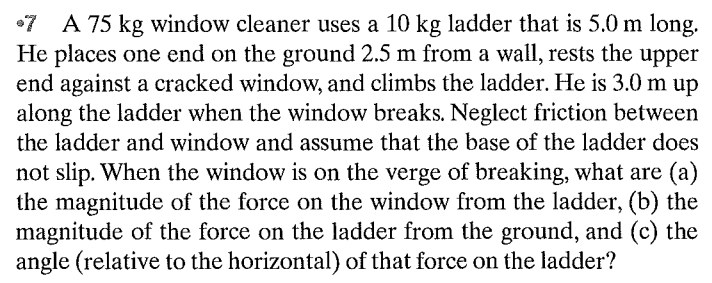 •7 A 75 kg window cleaner uses a 10 kg ladder that is 5.0 m long.
He places one end on the ground 2.5 m from a wall, rests the upper
end against a cracked window, and climbs the ladder. He is 3.0 m up
along the ladder when the window breaks. Neglect friction between
the ladder and window and assume that the base of the ladder does
not slip. When the window is on the verge of breaking, what are (a)
the magnitude of the force on the window from the ladder, (b) the
magnitude of the force on the ladder from the ground, and (c) the
angle (relative to the horizontal) of that force on the ladder?